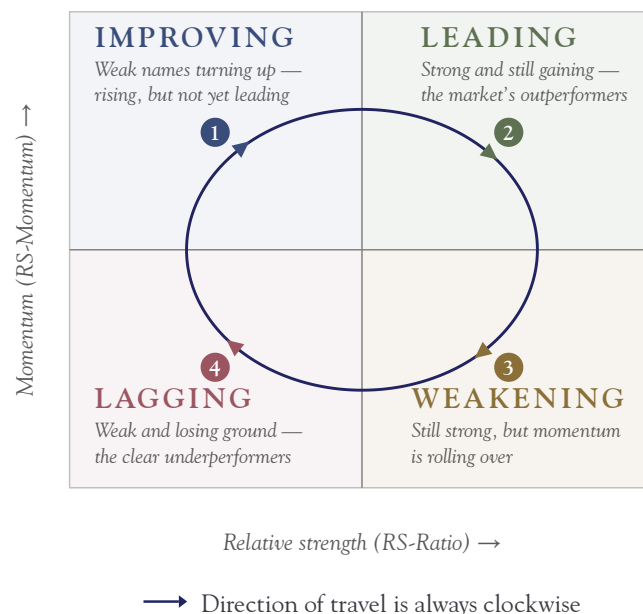 IMPROVING
Weak names turning up —
rising, but not yet leading
1
LEADING
Strong and still gaining —
the market's outperformers
2
Momentum (RS-Momentum) →
4
LAGGING
Weak and losing ground —
the clear underperformers
3
WEAKENING
Still strong, but momentum
is rolling over
Relative strength (RS-Ratio) →
Direction of travel is always clockwise